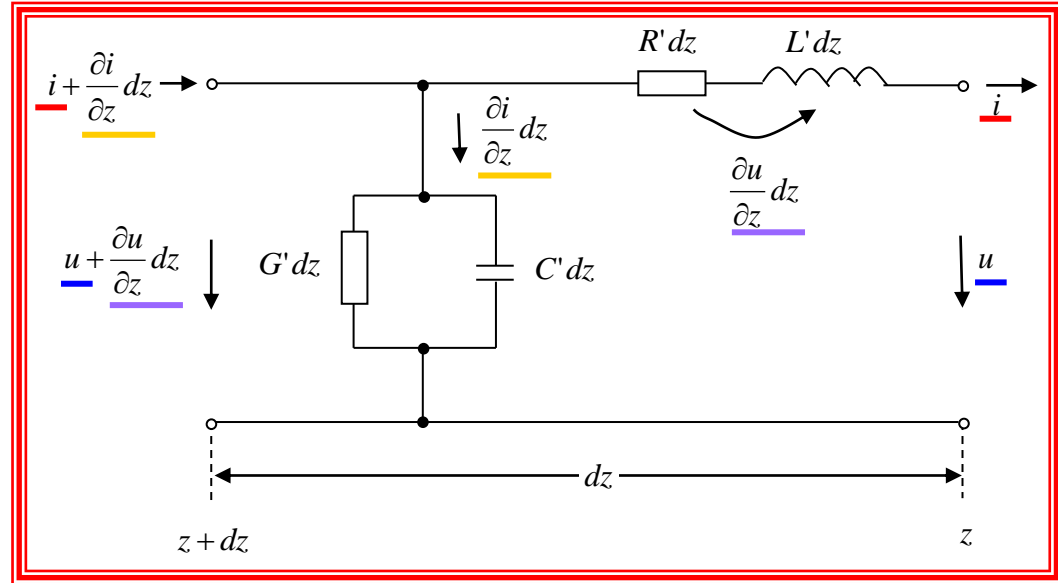 R'dz
L'dz
i + ∂i/∂z dz
i
∂i/∂z dz
∂u/∂z dz
u + ∂u/∂z dz
G'dz
C'dz
u
dz
z + dz
z